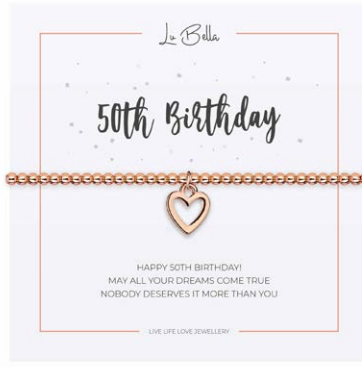 Lu Bella
50th Birthday
HAPPY 50TH BIRTHDAY!
MAY ALL YOUR DREAMS COME TRUE
NOBODY DESERVES IT MORE THAN YOU
LIVE LIFE LOVE JEWELLERY